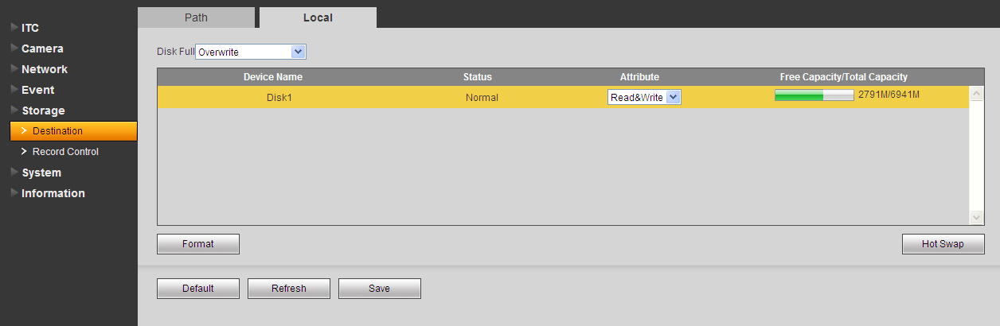 ITC
Camera
Network
Event
Storage
Destination
Record Control
System
Information
Path Local
Disk Full Overwrite
Device Name Status Attribute Free Capacity/Total Capacity
Disk1 Normal Read&Write 2791M/6941M
Format Hot Swap
Default Refresh Save